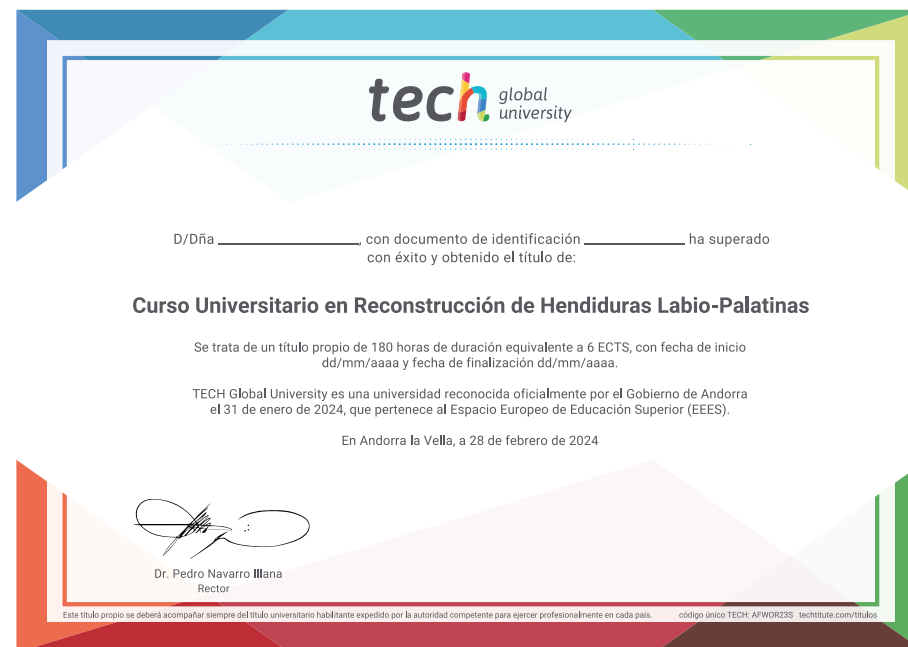 tech global
university
D/Dña ____________________, con documento de identificación ______________ ha superado
con éxito y obtenido el título de:
Curso Universitario en Reconstrucción de Hendiduras Labio-Palatinas
Se trata de un título propio de 180 horas de duración equivalente a 6 ECTS, con fecha de inicio
dd/mm/aaaa y fecha de finalización dd/mm/aaaa.
TECH Global University es una universidad reconocida oficialmente por el Gobierno de Andorra
el 31 de enero de 2024, que pertenece al Espacio Europeo de Educación Superior (EEES).
En Andorra la Vella, a 28 de febrero de 2024
Dr. Pedro Navarro Illana
Rector
Este título propio se deberá acompañar siempre del título universitario habilitante expedido por la autoridad competente para ejercer profesionalmente en cada país. código único TECH: AFWOR23S techtitute.com/titulos